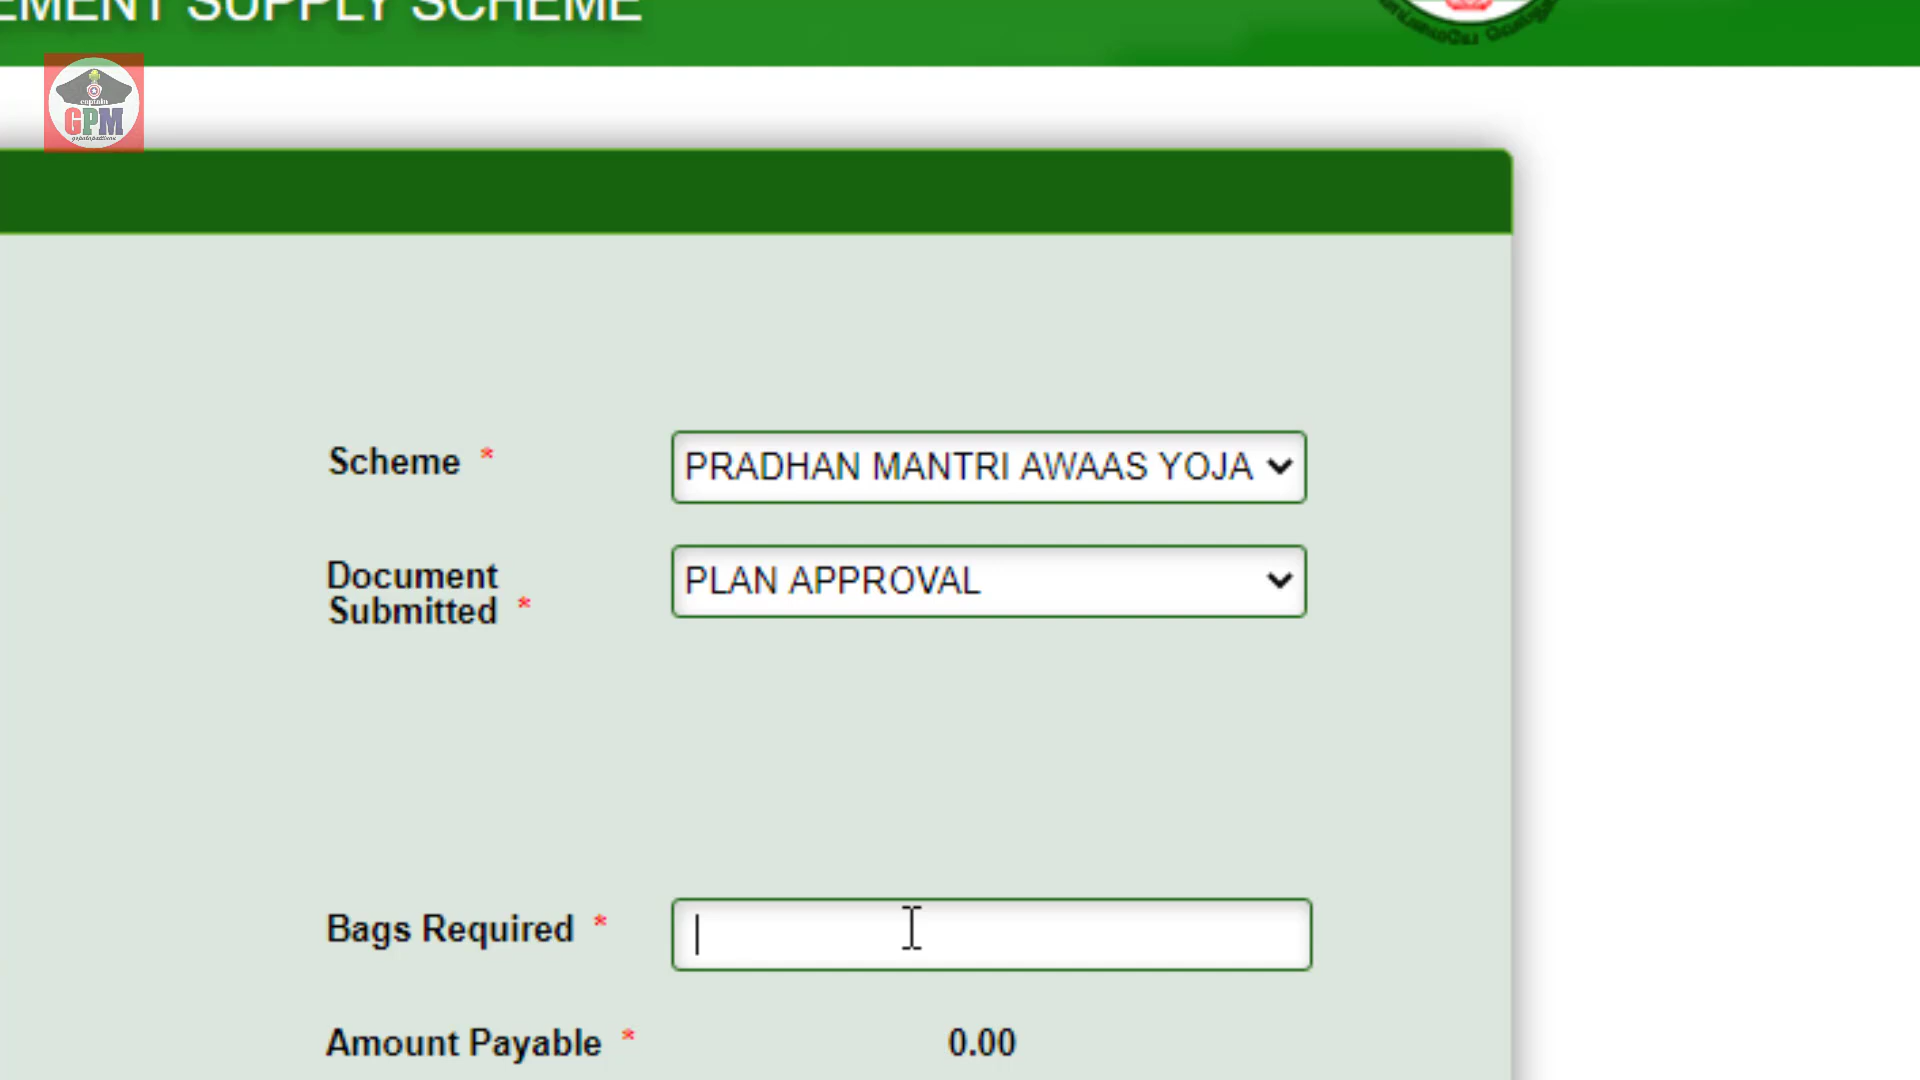 EMENT SUPPLY SCHEME
captain
GPM
Scheme *
PRADHAN MANTRI AWAAS YOJA
Document
Submitted *
PLAN APPROVAL
Bags Required *
Amount Payable *
0.00